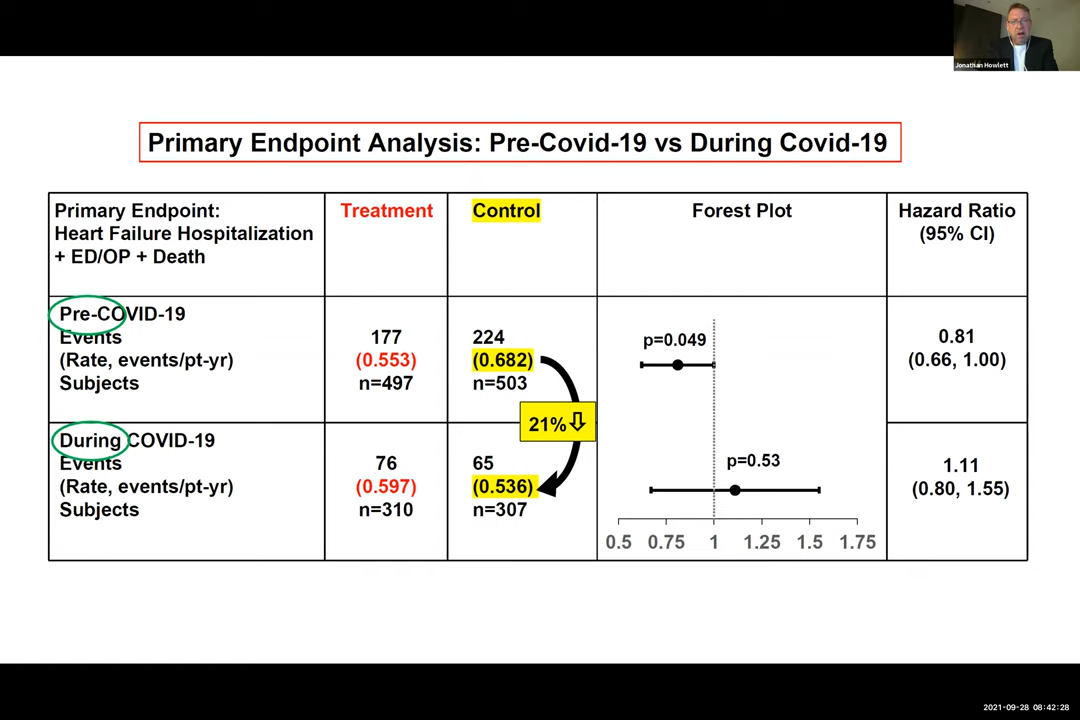 Jonathan Howlett
Primary Endpoint Analysis: Pre-Covid-19 vs During Covid-19
Primary Endpoint:
Heart Failure Hospitalization
+ ED/OP + Death
Treatment
Control
Forest Plot
Hazard Ratio
(95% CI)
Pre-COVID-19
Events
(Rate, events/pt-yr)
Subjects
177
(0.553)
n=497
224
(0.682)
n=503
p=0.049
0.81
(0.66, 1.00)
21%
During COVID-19
Events
(Rate, events/pt-yr)
Subjects
76
(0.597)
n=310
65
(0.536)
n=307
p=0.53
1.11
(0.80, 1.55)
0.5 0.75 1 1.25 1.5 1.75
2021-09-28 08:42:28